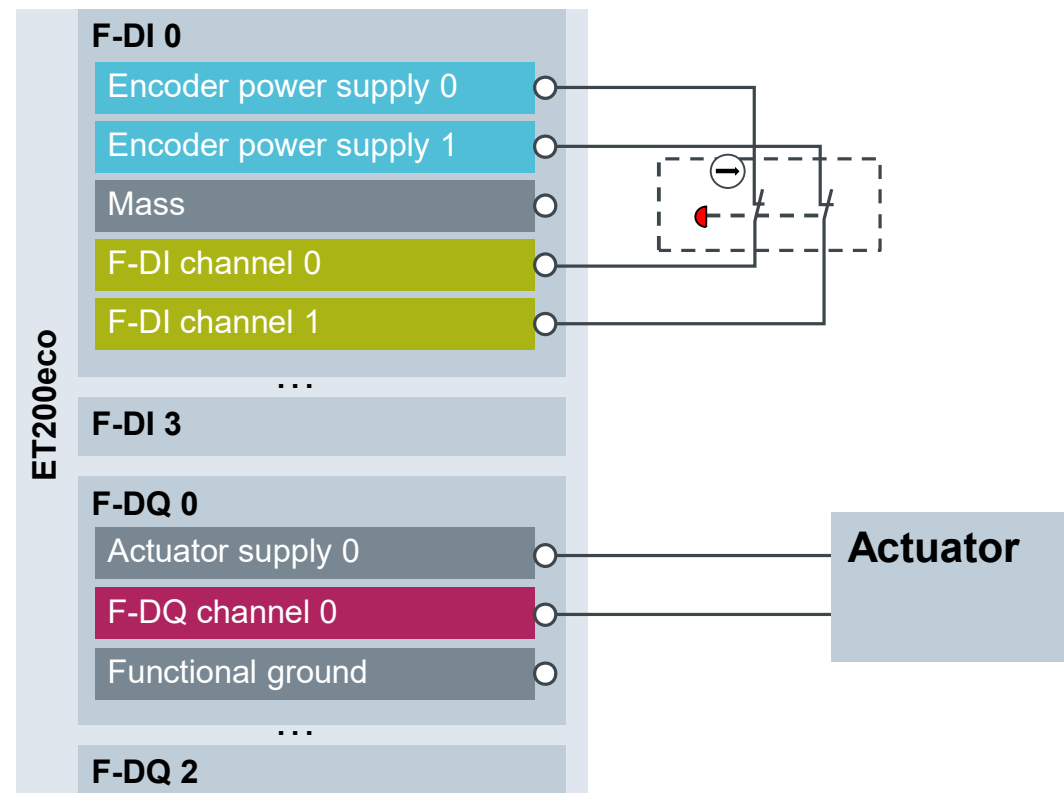 ET200eco
F-DI 0
Encoder power supply 0
Encoder power supply 1
Mass
F-DI channel 0
F-DI channel 1
...
F-DI 3
F-DQ 0
Actuator supply 0
F-DQ channel 0
Functional ground
...
F-DQ 2
Actuator